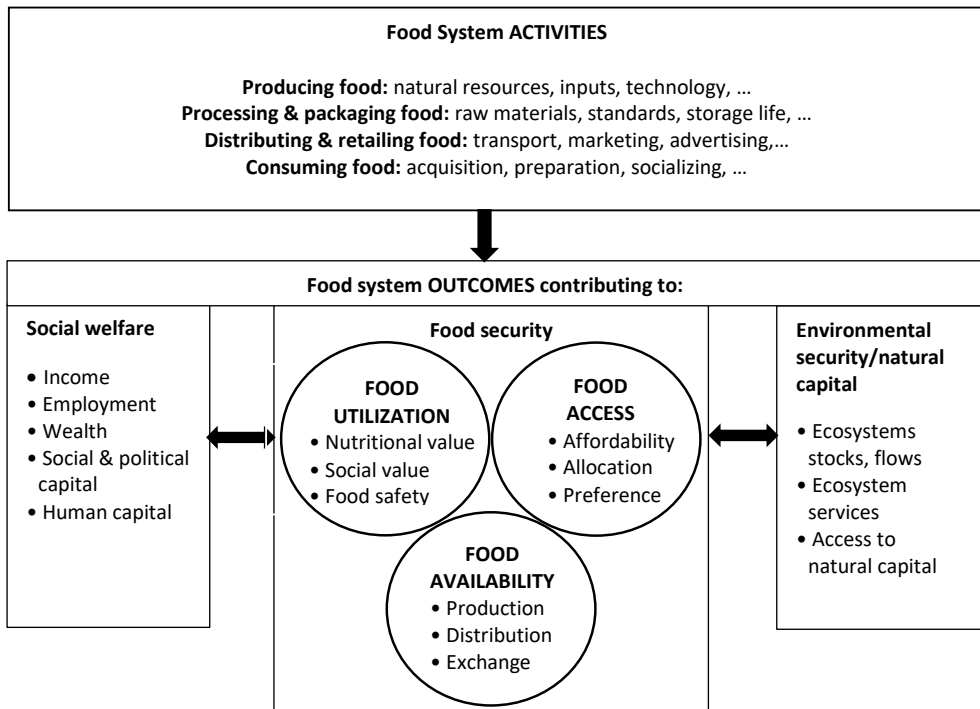 Food System ACTIVITIES
Producing food: natural resources, inputs, technology, ...
Processing & packaging food: raw materials, standards, storage life, ...
Distributing & retailing food: transport, marketing, advertising,...
Consuming food: acquisition, preparation, socializing, ...
Food system OUTCOMES contributing to:
Social welfare
• Income
• Employment
• Wealth
• Social & political
capital
• Human capital
Food security
FOOD
UTILIZATION
• Nutritional value
• Social value
• Food safety
FOOD
ACCESS
• Affordability
• Allocation
• Preference
FOOD
AVAILABILITY
• Production
• Distribution
• Exchange
Environmental
security/natural
capital
• Ecosystems
stocks, flows
• Ecosystem
services
• Access to
natural capital